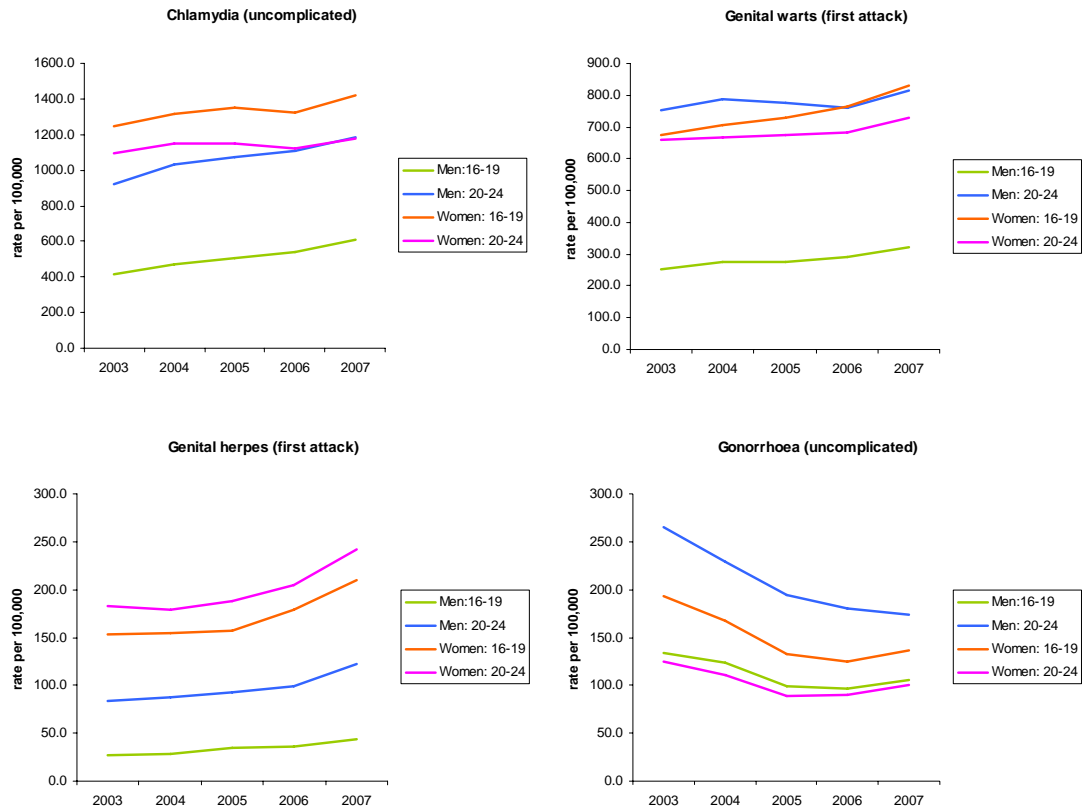 Chlamydia (uncomplicated)
1600.0
1400.0
1200.0
1000.0
800.0
600.0
400.0
200.0
0.0
rate per 100,000
2003 2004 2005 2006 2007
Men:16-19
Men: 20-24
Women: 16-19
Women: 20-24
Genital warts (first attack)
900.0
800.0
700.0
600.0
500.0
400.0
300.0
200.0
100.0
0.0
rate per 100,000
2003 2004 2005 2006 2007
Men:16-19
Men: 20-24
Women: 16-19
Women: 20-24
Genital herpes (first attack)
300.0
250.0
200.0
150.0
100.0
50.0
0.0
rate per 100,000
2003 2004 2005 2006 2007
Men:16-19
Men: 20-24
Women: 16-19
Women: 20-24
Gonorrhoea (uncomplicated)
300.0
250.0
200.0
150.0
100.0
50.0
0.0
rate per 100,000
2003 2004 2005 2006 2007
Men:16-19
Men: 20-24
Women: 16-19
Women: 20-24